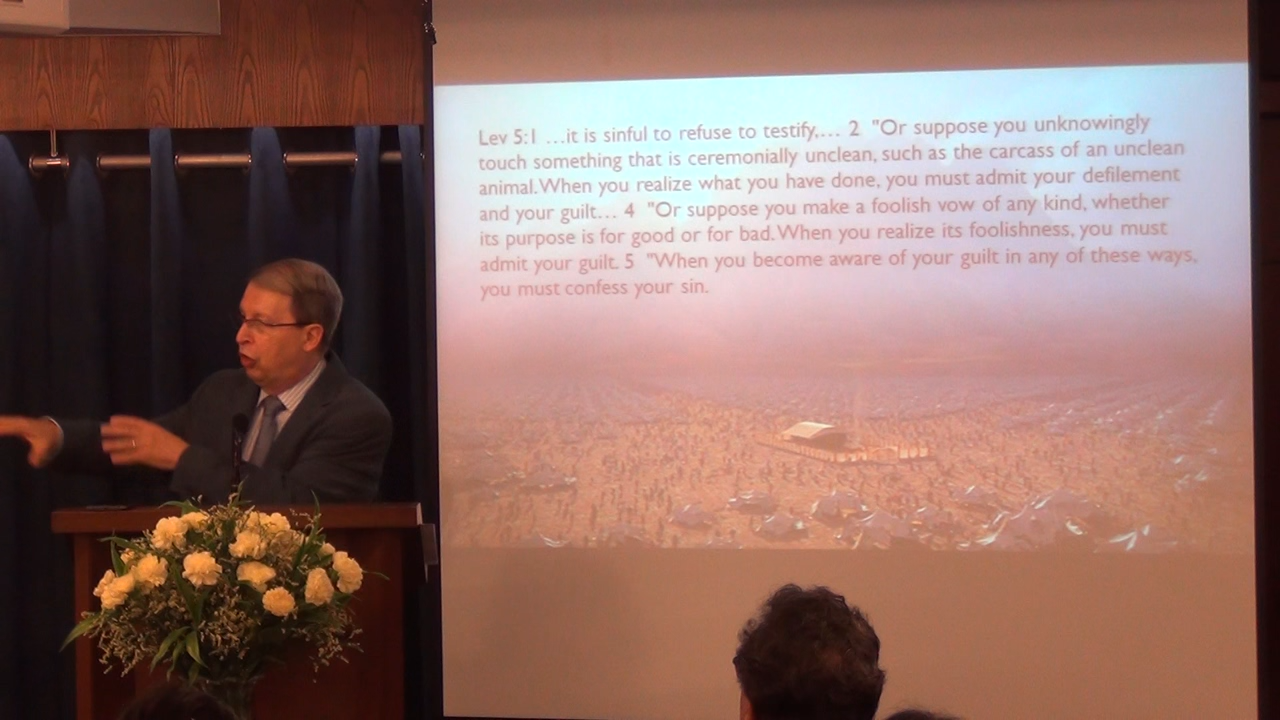 Lev 5:1 ...it is sinful to refuse to testify,... 2 "Or suppose you unknowingly
touch something that is ceremonially unclean, such as the carcass of an unclean
animal. When you realize what you have done, you must admit your defilement
and your guilt... 4 "Or suppose you make a foolish vow of any kind, whether
its purpose is for good or for bad. When you realize its foolishness, you must
admit your guilt. 5 "When you become aware of your guilt in any of these ways,
you must confess your sin.